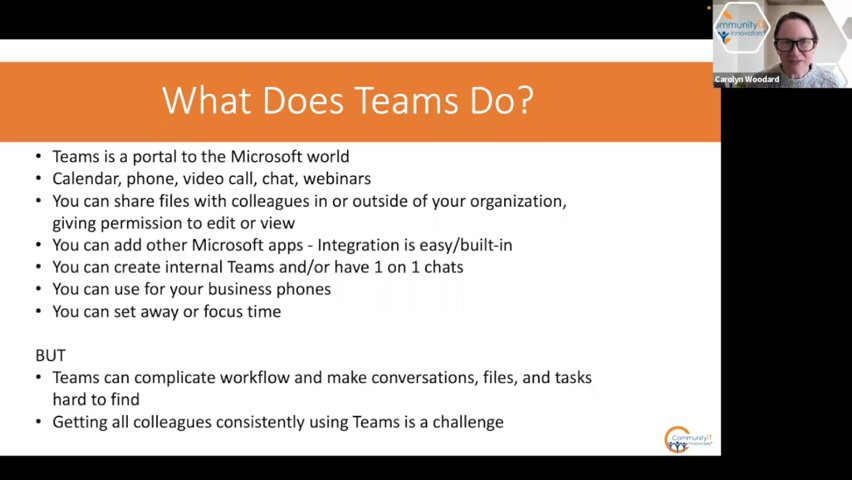 What Does Teams Do?
• Teams is a portal to the Microsoft world
• Calendar, phone, video call, chat, webinars
• You can share files with colleagues in or outside of your organization,
giving permission to edit or view
• You can add other Microsoft apps - Integration is easy/built-in
• You can create internal Teams and/or have 1 on 1 chats
• You can use for your business phones
• You can set away or focus time
BUT
• Teams can complicate workflow and make conversations, files, and tasks
hard to find
• Getting all colleagues consistently using Teams is a challenge
CommunityIT
Innovators
ommunityIT
Innovators
Carolyn Woodard